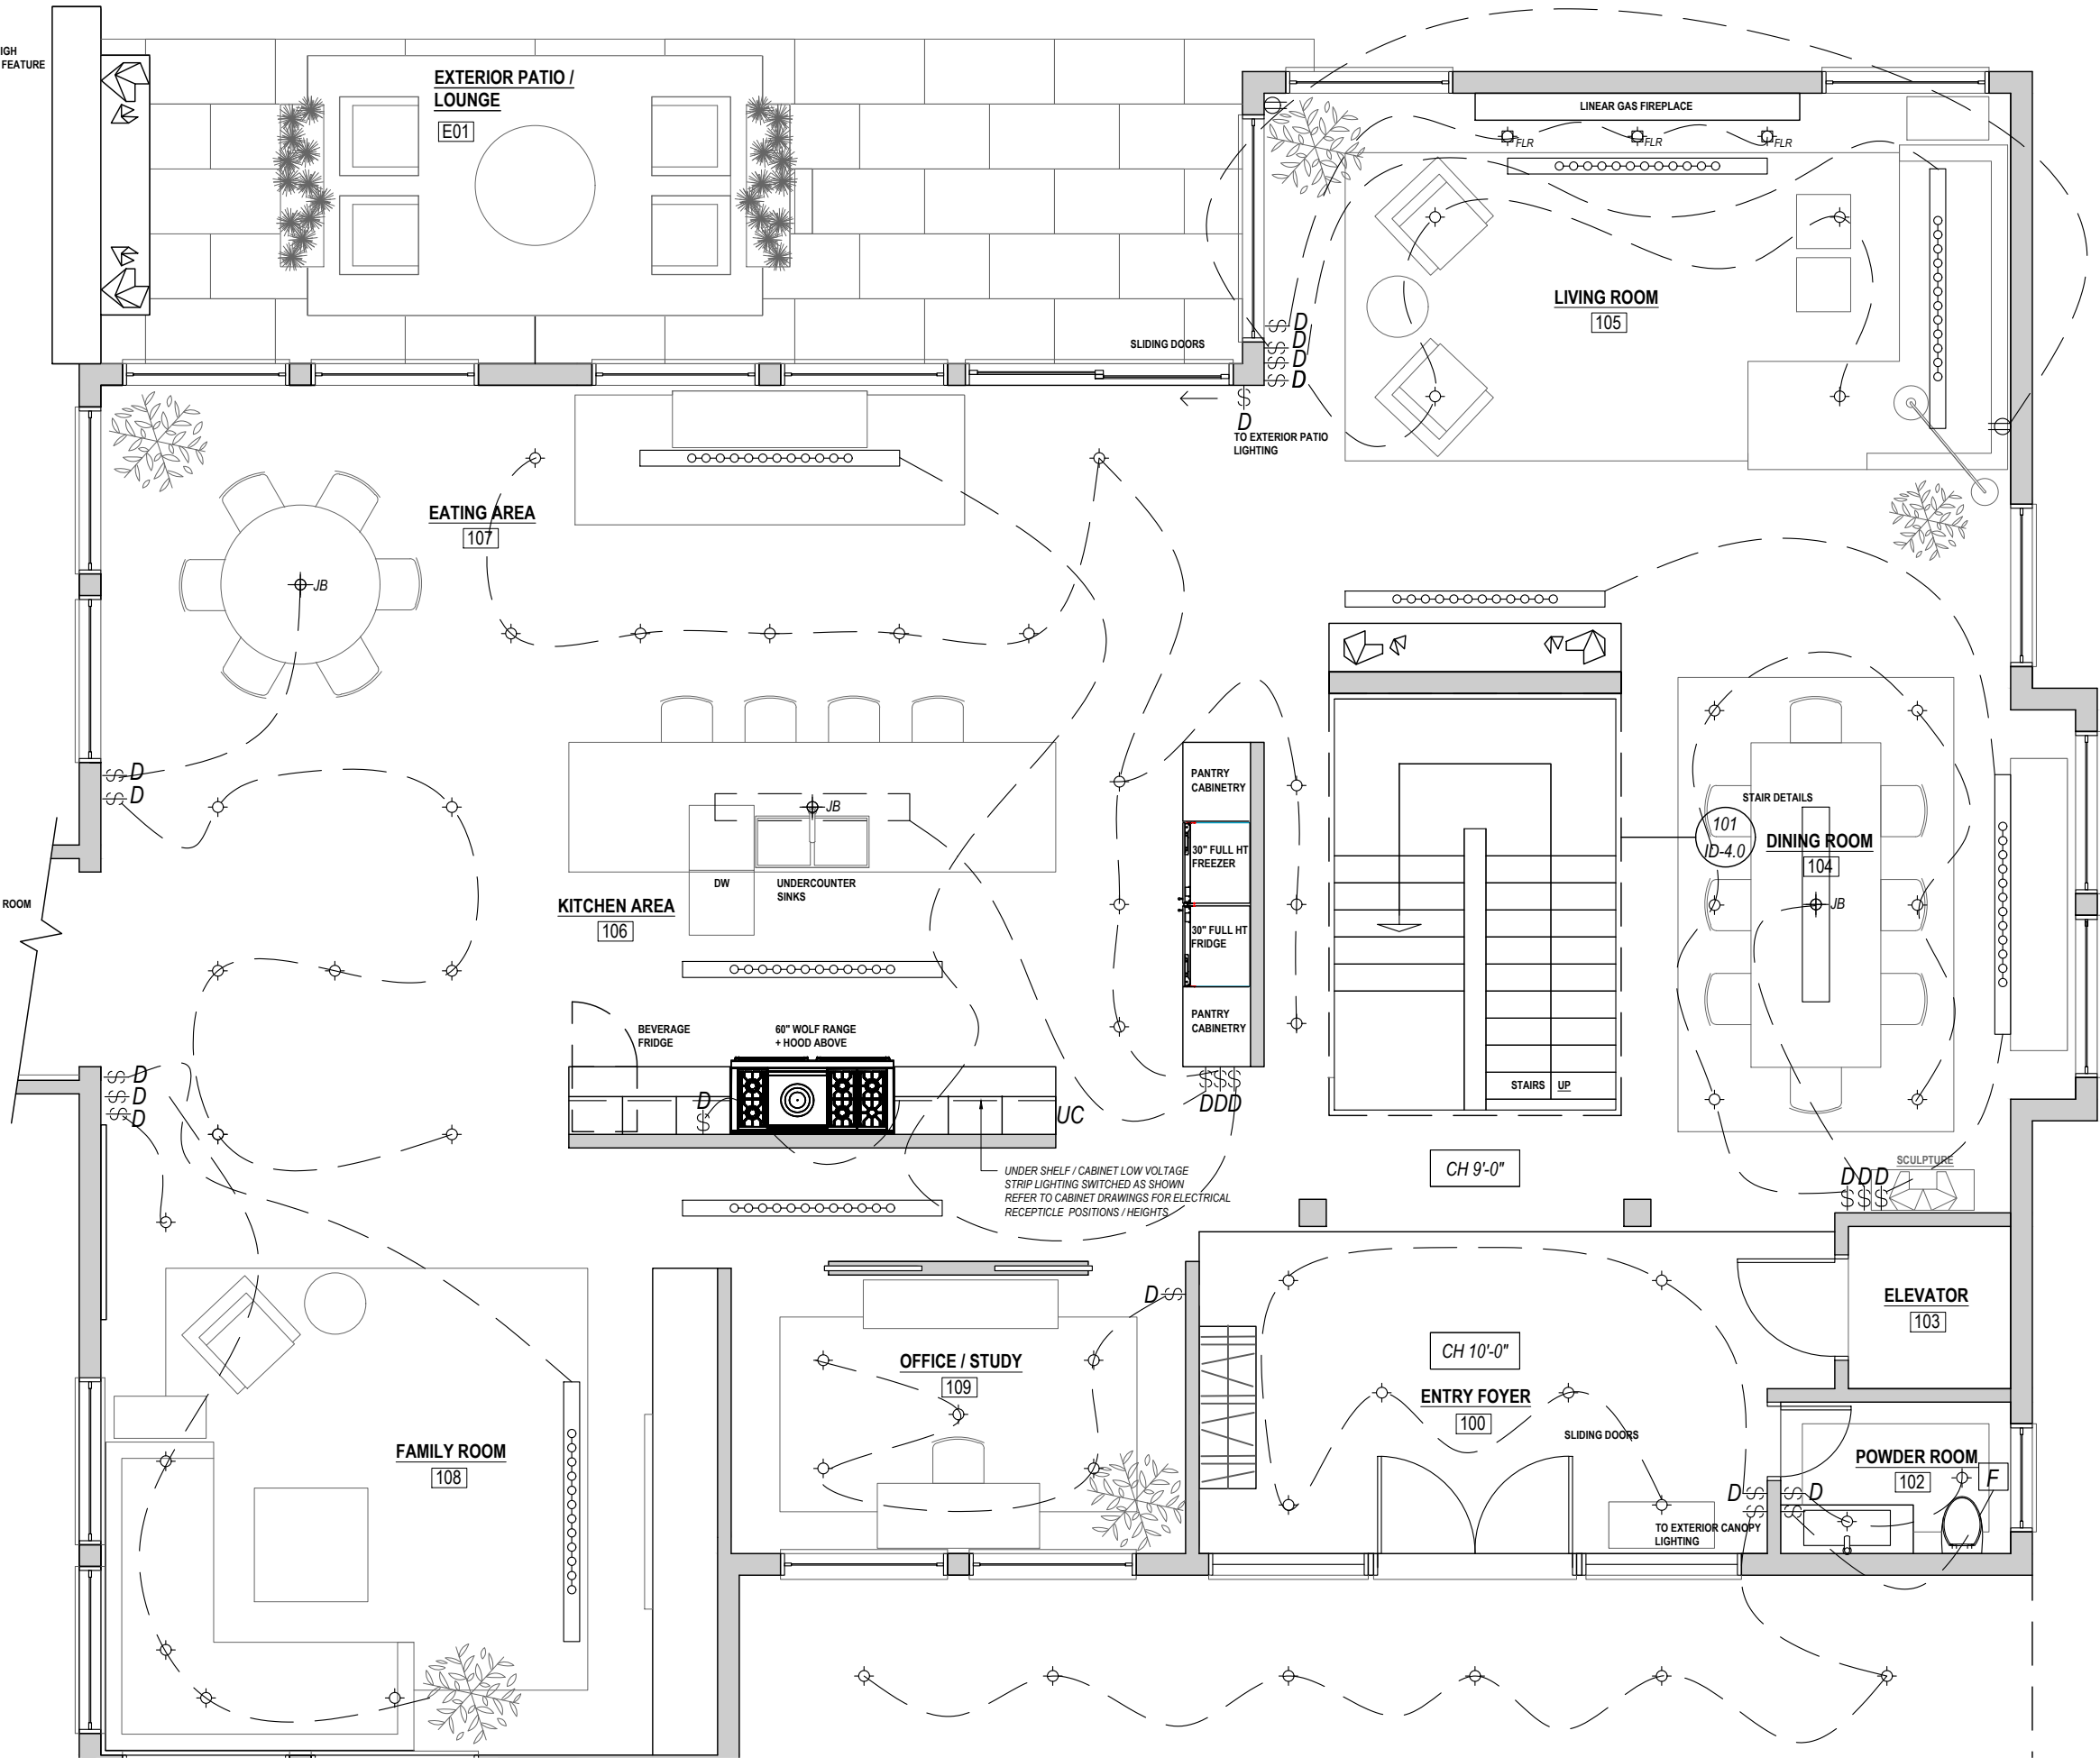 IGH
FEATURE
EXTERIOR PATIO /
LOUNGE
E01
LINEAR GAS FIREPLACE
FLR
FLR
FLR
LIVING ROOM
105
SLIDING DOORS
$ D
$ D
$ D
$ D
$
D
TO EXTERIOR PATIO
LIGHTING
EATING AREA
107
JB
$ D
$ D
PANTRY
CABINETRY
STAIR DETAILS
101
ID-4.0
DINING ROOM
104
JB
JB
30" FULL HT
FREEZER
DW
UNDERCOUNTER
SINKS
ROOM
KITCHEN AREA
106
30" FULL HT
FRIDGE
PANTRY
CABINETRY
BEVERAGE
FRIDGE
60" WOLF RANGE
+ HOOD ABOVE
$ D
$ D
$ D
D
$
UC
$$$
DDD
STAIRS UP
UNDER SHELF / CABINET LOW VOLTAGE
STRIP LIGHTING SWITCHED AS SHOWN
REFER TO CABINET DRAWINGS FOR ELECTRICAL
RECEPTICLE POSITIONS / HEIGHTS
CH 9'-0"
SCULPTURE
DDD
$$$
D $
ELEVATOR
103
CH 10'-0"
OFFICE / STUDY
109
ENTRY FOYER
100
SLIDING DOORS
FAMILY ROOM
108
POWDER ROOM
102
F
D $ $ D
$ $
TO EXTERIOR CANOPY
LIGHTING